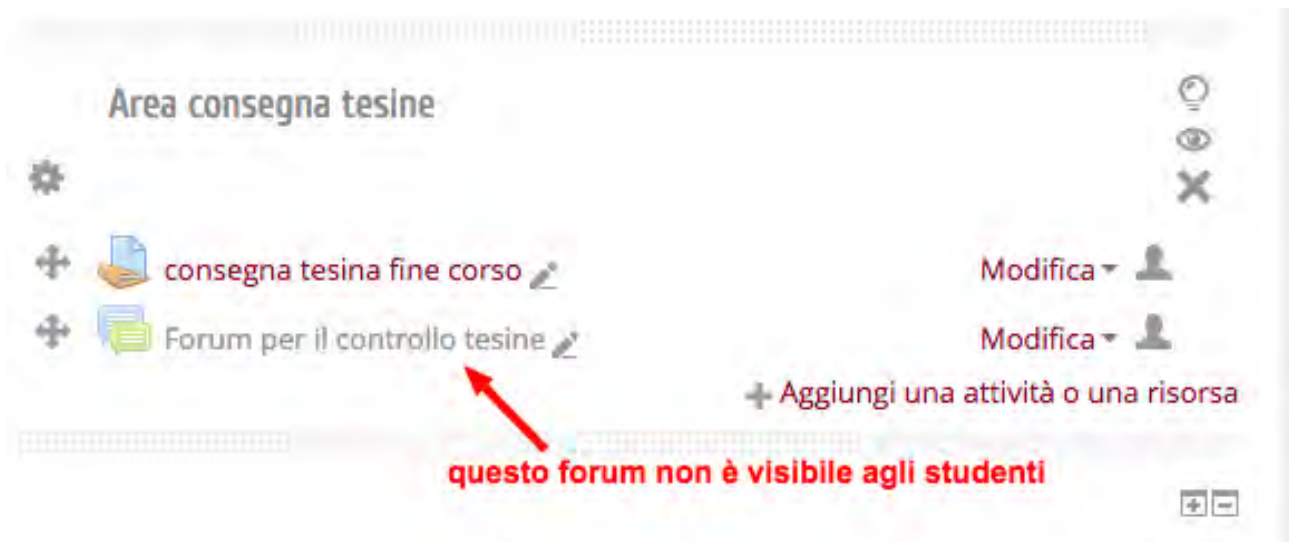 Area consegna tesine
consegna tesina fine corso Modifica
Forum per il controllo tesine Modifica
Aggiungi una attività o una risorsa
questo forum non è visibile agli studenti